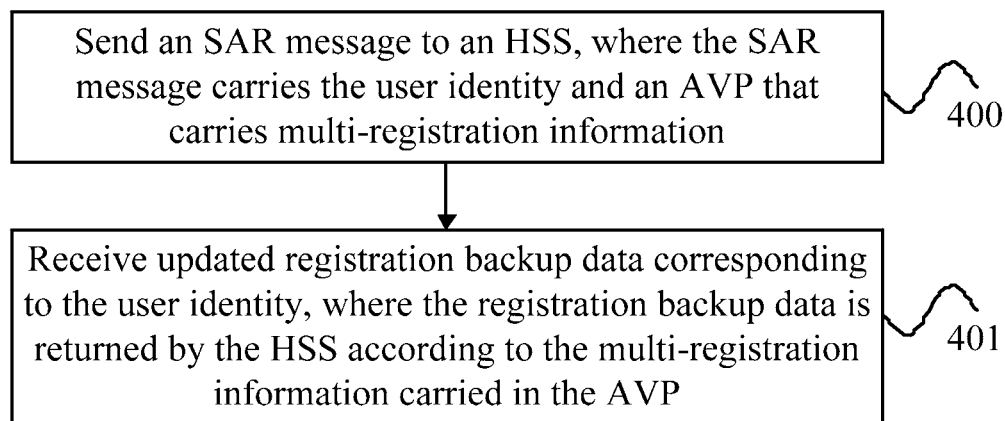 Send an SAR message to an HSS, where the SAR
message carries the user identity and an AVP that
carries multi-registration information
400
Receive updated registration backup data corresponding
to the user identity, where the registration backup data is
returned by the HSS according to the multi-registration
information carried in the AVP
401